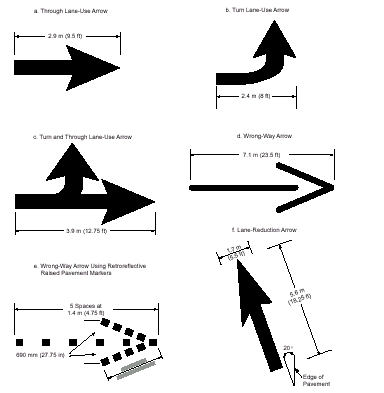 a. Through Lane-Use Arrow
2.9 m (9.5 ft)
b. Turn Lane-Use Arrow
2.4 m (8 ft)
c. Turn and Through Lane-Use Arrow
3.9 m (12.75 ft)
d. Wrong-Way Arrow
7.1 m (23.5 ft)
e. Wrong-Way Arrow Using Retroreflective
Raised Pavement Markers
5 Spaces at
1.4 m (4.75 ft)
690 mm (27.75 in)
f. Lane-Reduction Arrow
1.7 m
(5.5 ft)
5.6 m
(18.25 ft)
20°
Edge of
Pavement